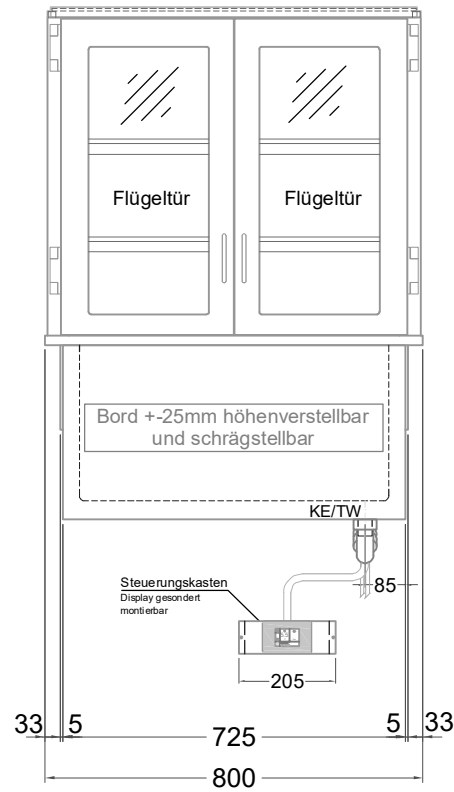 Flügeltür
Flügeltür
Bord +-25mm höhenverstellbar
und schrägstellbar
KE/TW
Steuerungskasten
Display gesondert
montierbar
85
205
33 5 725 5 33
800